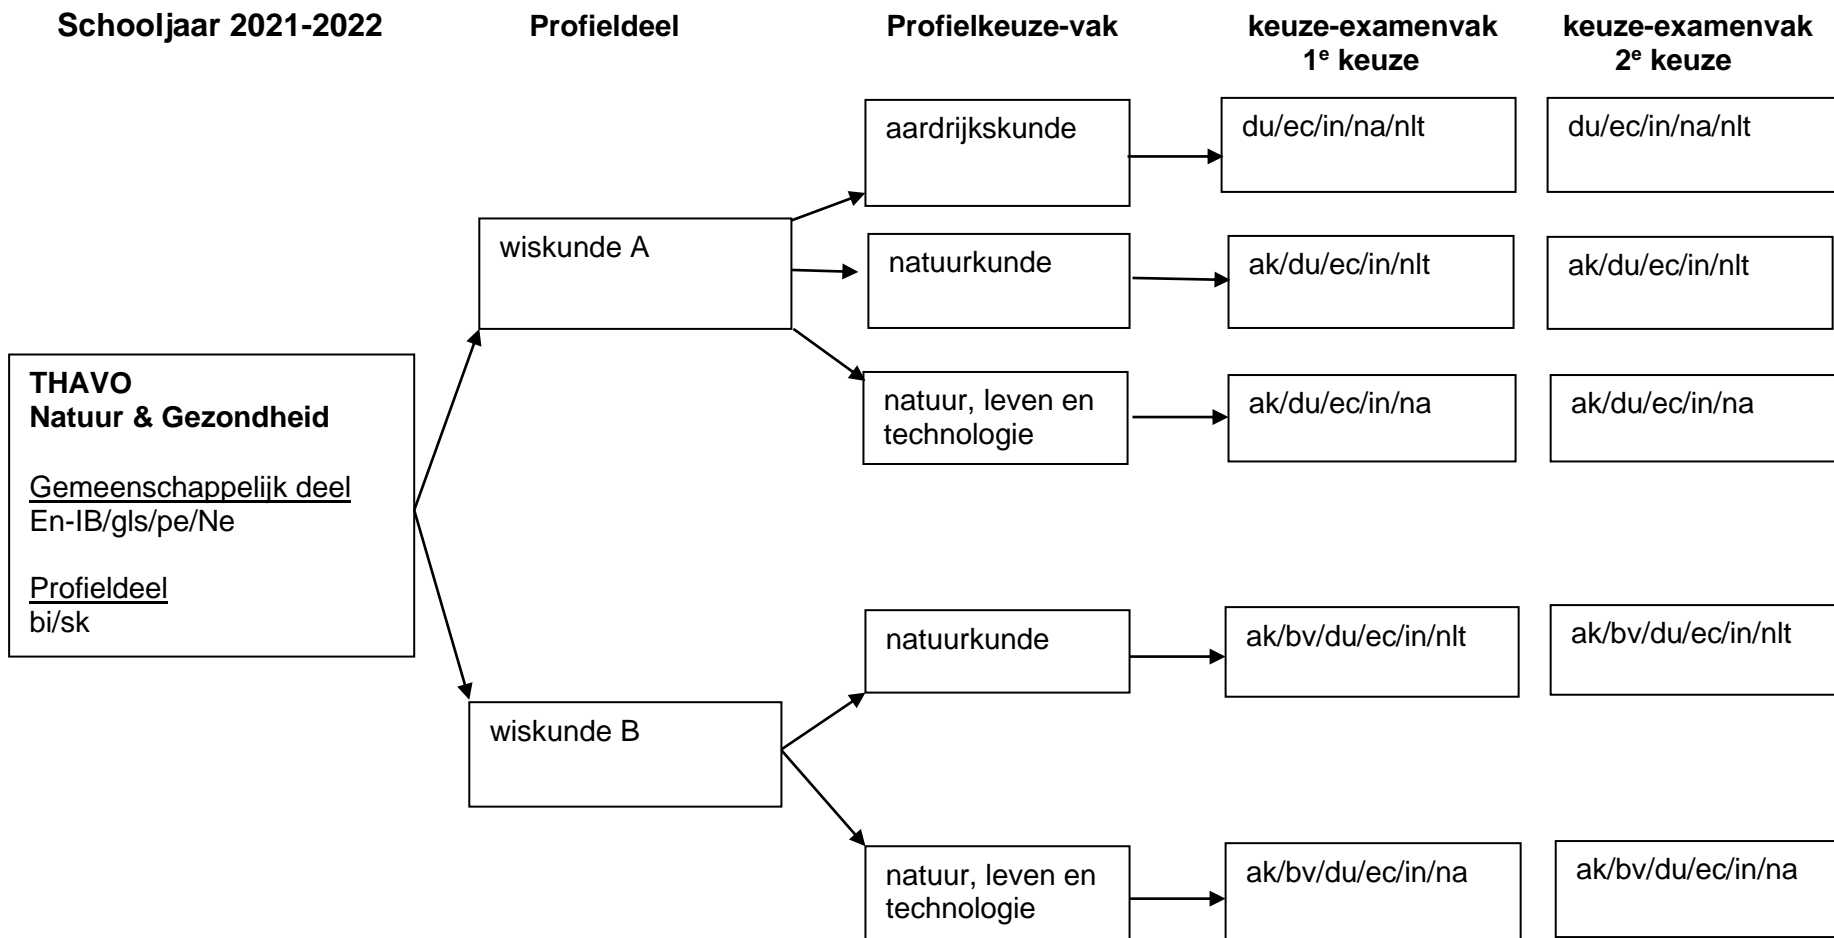 Schooljaar 2021-2022
Profieldeel
Profielkeuze-vak
keuze-examenvak
1e keuze
keuze-examenvak
2e keuze
aardrijkskunde
du/ec/in/na/nlt
du/ec/in/na/nlt
wiskunde A
natuurkunde
ak/du/ec/in/nlt
ak/du/ec/in/nlt
natuur, leven en
technologie
ak/du/ec/in/na
ak/du/ec/in/na
THAVO
Natuur & Gezondheid
Gemeenschappelijk deel
En-IB/gls/pe/Ne
Profieldeel
bi/sk
natuurkunde
ak/bv/du/ec/in/nlt
ak/bv/du/ec/in/nlt
wiskunde B
natuur, leven en
technologie
ak/bv/du/ec/in/na
ak/bv/du/ec/in/na